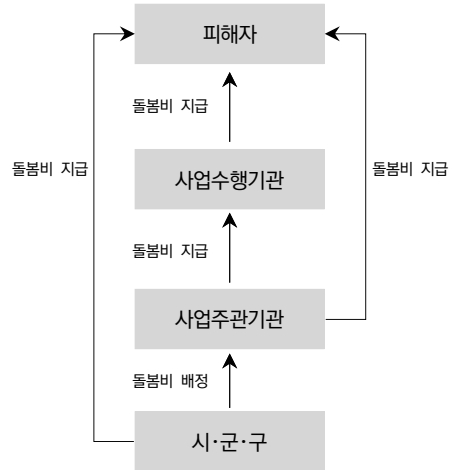 피해자
돌봄비 지급
돌봄비 지급
돌봄비 지급
사업수행기관
돌봄비 지급
사업주관기관
돌봄비 배정
시·군·구